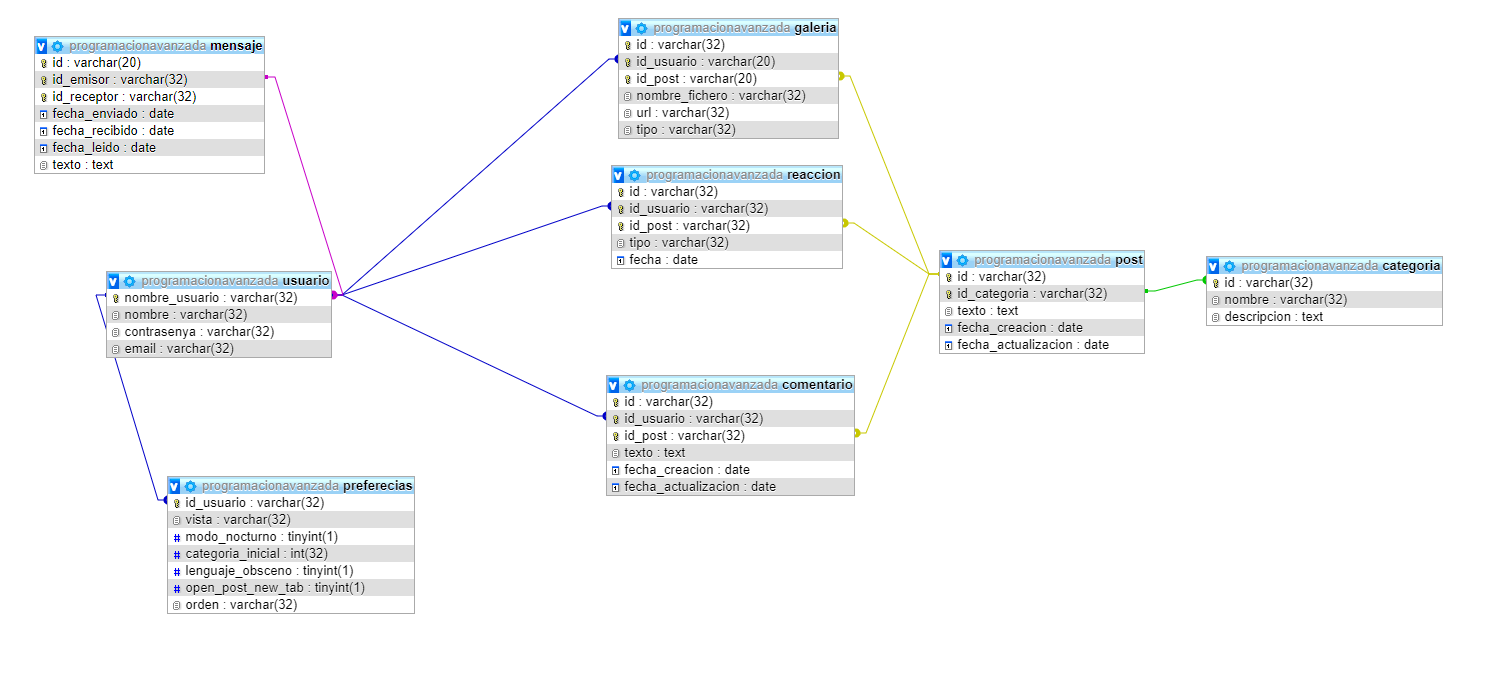 programacionavanzada mensaje
id : varchar(20)
id_emisor : varchar(32)
id_receptor : varchar(32)
fecha_enviado : date
fecha_recibido : date
fecha_leido : date
texto : text
programacionavanzada usuario
nombre_usuario : varchar(32)
nombre : varchar(32)
contrasenya : varchar(32)
email : varchar(32)
programacionavanzada preferecias
id_usuario : varchar(32)
vista : varchar(32)
modo_nocturno : tinyint(1)
categoria_inicial : int(32)
lenguaje_obsceno : tinyint(1)
open_post_new_tab : tinyint(1)
orden : varchar(32)
programacionavanzada galeria
id : varchar(32)
id_usuario : varchar(20)
id_post : varchar(20)
nombre_fichero : varchar(32)
url : varchar(32)
tipo : varchar(32)
programacionavanzada reaccion
id : varchar(32)
id_usuario : varchar(32)
id_post : varchar(32)
tipo : varchar(32)
fecha : date
programacionavanzada comentario
id : varchar(32)
id_usuario : varchar(32)
id_post : varchar(32)
texto : text
fecha_creacion : date
fecha_actualizacion : date
programacionavanzada post
id : varchar(32)
id_categoria : varchar(32)
texto : text
fecha_creacion : date
fecha_actualizacion : date
programacionavanzada categoria
id : varchar(32)
nombre : varchar(32)
descripcion : text